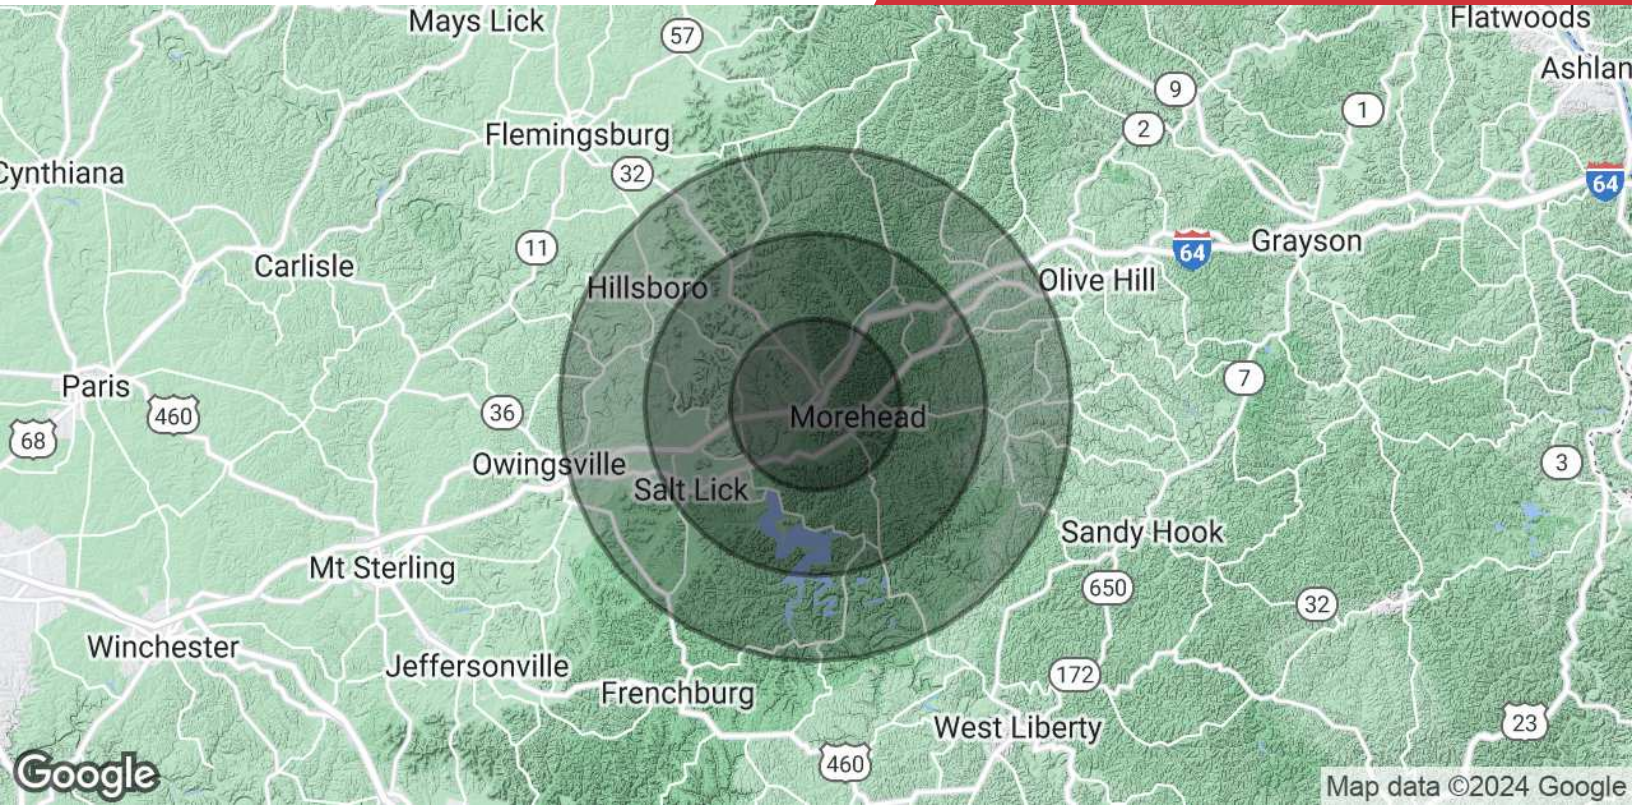 Mays Lick
57
Flatwoods
Ashlan
9
1
2
Flemingsburg
32
Cynthiana
64
11
64
Grayson
Carlisle
Hillsboro
Olive Hill
Paris
7
460
36
Morehead
68
Owingsville
3
Salt Lick
Sandy Hook
Mt Sterling
650
32
Winchester
Jeffersonville
172
Frenchburg
West Liberty
23
460
Google
Map data ©2024 Google